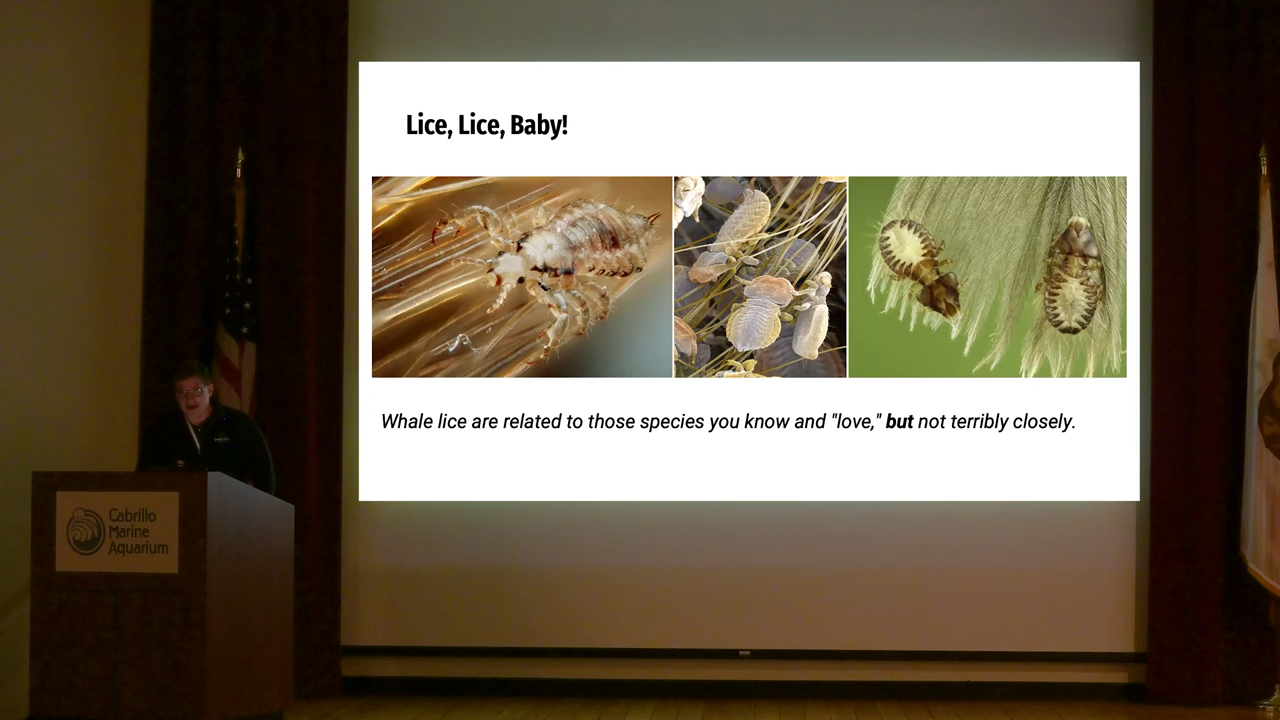 Lice, Lice, Baby!
Whale lice are related to those species you know and "love," but not terribly closely.
Cabrillo
Marine
Aquarium